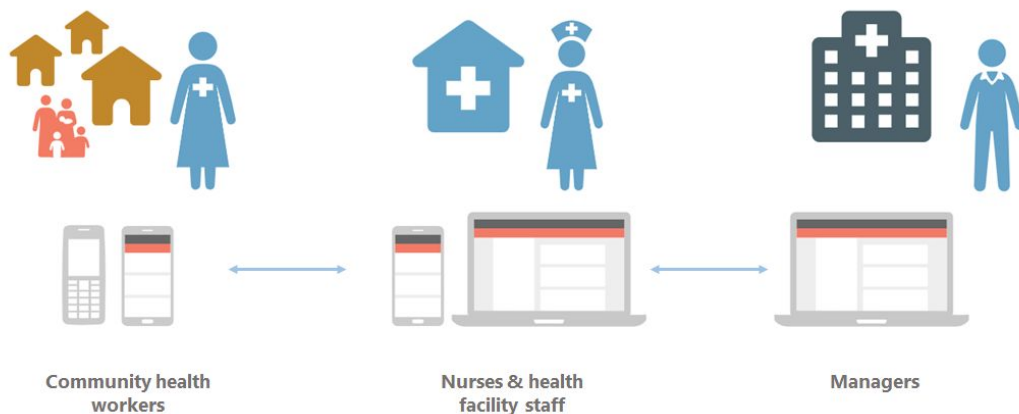 Community health
workers
Nurses & health
facility staff
Managers